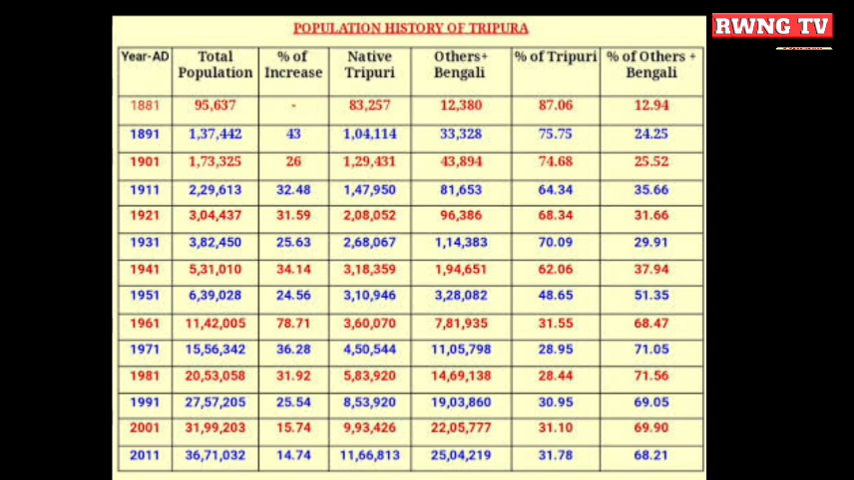 RWNG TV
POPULATION HISTORY OF TRIPURA
Year-AD Total Population % of Increase Native Tripuri Others+ Bengali % of Tripuri % of Others + Bengali
1881 95,637 - 83,257 12,380 87.06 12.94
1891 1,37,442 43 1,04,114 33,328 75.75 24.25
1901 1,73,325 26 1,29,431 43,894 74.68 25.52
1911 2,29,613 32.48 1,47,950 81,653 64.34 35.66
1921 3,04,437 31.59 2,08,052 96,386 68.34 31.66
1931 3,82,450 25.63 2,68,067 1,14,383 70.09 29.91
1941 5,31,010 34.14 3,18,359 1,94,651 62.06 37.94
1951 6,39,028 24.56 3,10,946 3,28,082 48.65 51.35
1961 11,42,005 78.71 3,60,070 7,81,935 31.55 68.47
1971 15,56,342 36.28 4,50,544 11,05,798 28.95 71.05
1981 20,53,058 31.92 5,83,920 14,69,138 28.44 71.56
1991 27,57,205 25.54 8,53,920 19,03,860 30.95 69.05
2001 31,99,203 15.74 9,93,426 22,05,777 31.10 69.90
2011 36,71,032 14.74 11,66,813 25,04,219 31.78 68.21